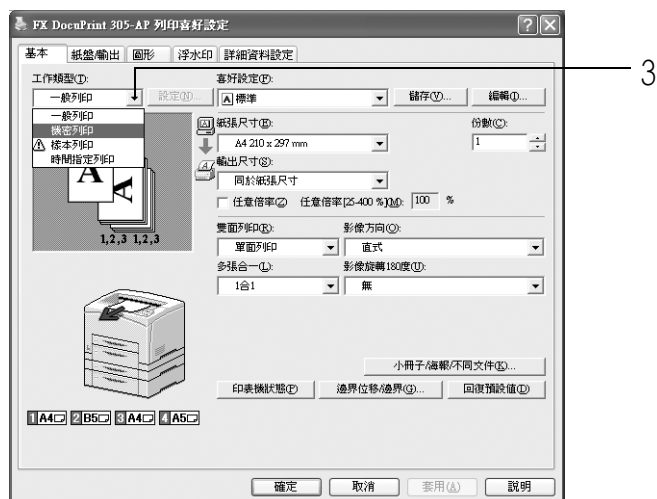 FX DocuPrint 305-AP 列印喜好設定
基本 紙盤/輸出 圖形 浮水印 詳細資料設定
工作類型(T):
一般列印 設定(N)...
一般列印
機密列印
樣本列印
時間指定列印
A A
1,2,3 1,2,3
1 A4 2 B5 3 A4 4 A5
喜好設定(F):
A 標準 儲存(V)... 編輯(I)...
紙張尺寸(B): 份數(C):
A4 210 x 297 mm 1
輸出尺寸(S):
同於紙張尺寸
任意倍率(Z) 任意倍率[25-400 %](M): 100 %
雙面列印(R): 影像方向(O):
單面列印 直式
多張合一(L): 影像旋轉180度(U):
1合1 無
小冊子/海報/不同文件(K)...
印表機狀態(P) 邊界位移/邊界(G)... 回復預設值(D)
確定 取消 套用(A) 說明
3